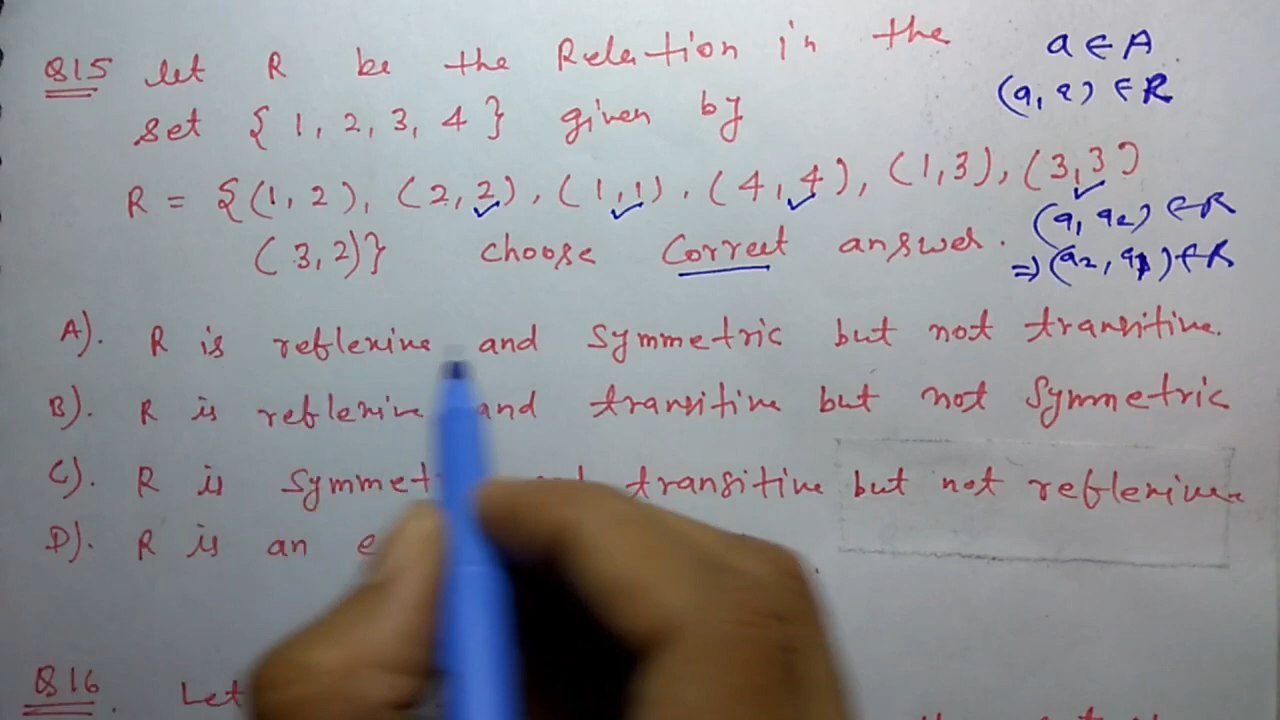 Q15 Let R be the Relation in the
Set { 1, 2, 3, 4 } given by
R = {(1, 2), (2, 2), (1, 1), (4, 4), (1, 3), (3, 3)
(3, 2)} choose Correct answer.
a ∈ A
(a, a) ∈ R
(a, a2) ∈ R
⇒ (a2, a1) ∈ R
A). R is reflexive and Symmetric but not transitive.
B). R is reflexive and transitive but not Symmetric
C). R is transitive but not reflexive
D). R is an
Q16. Let